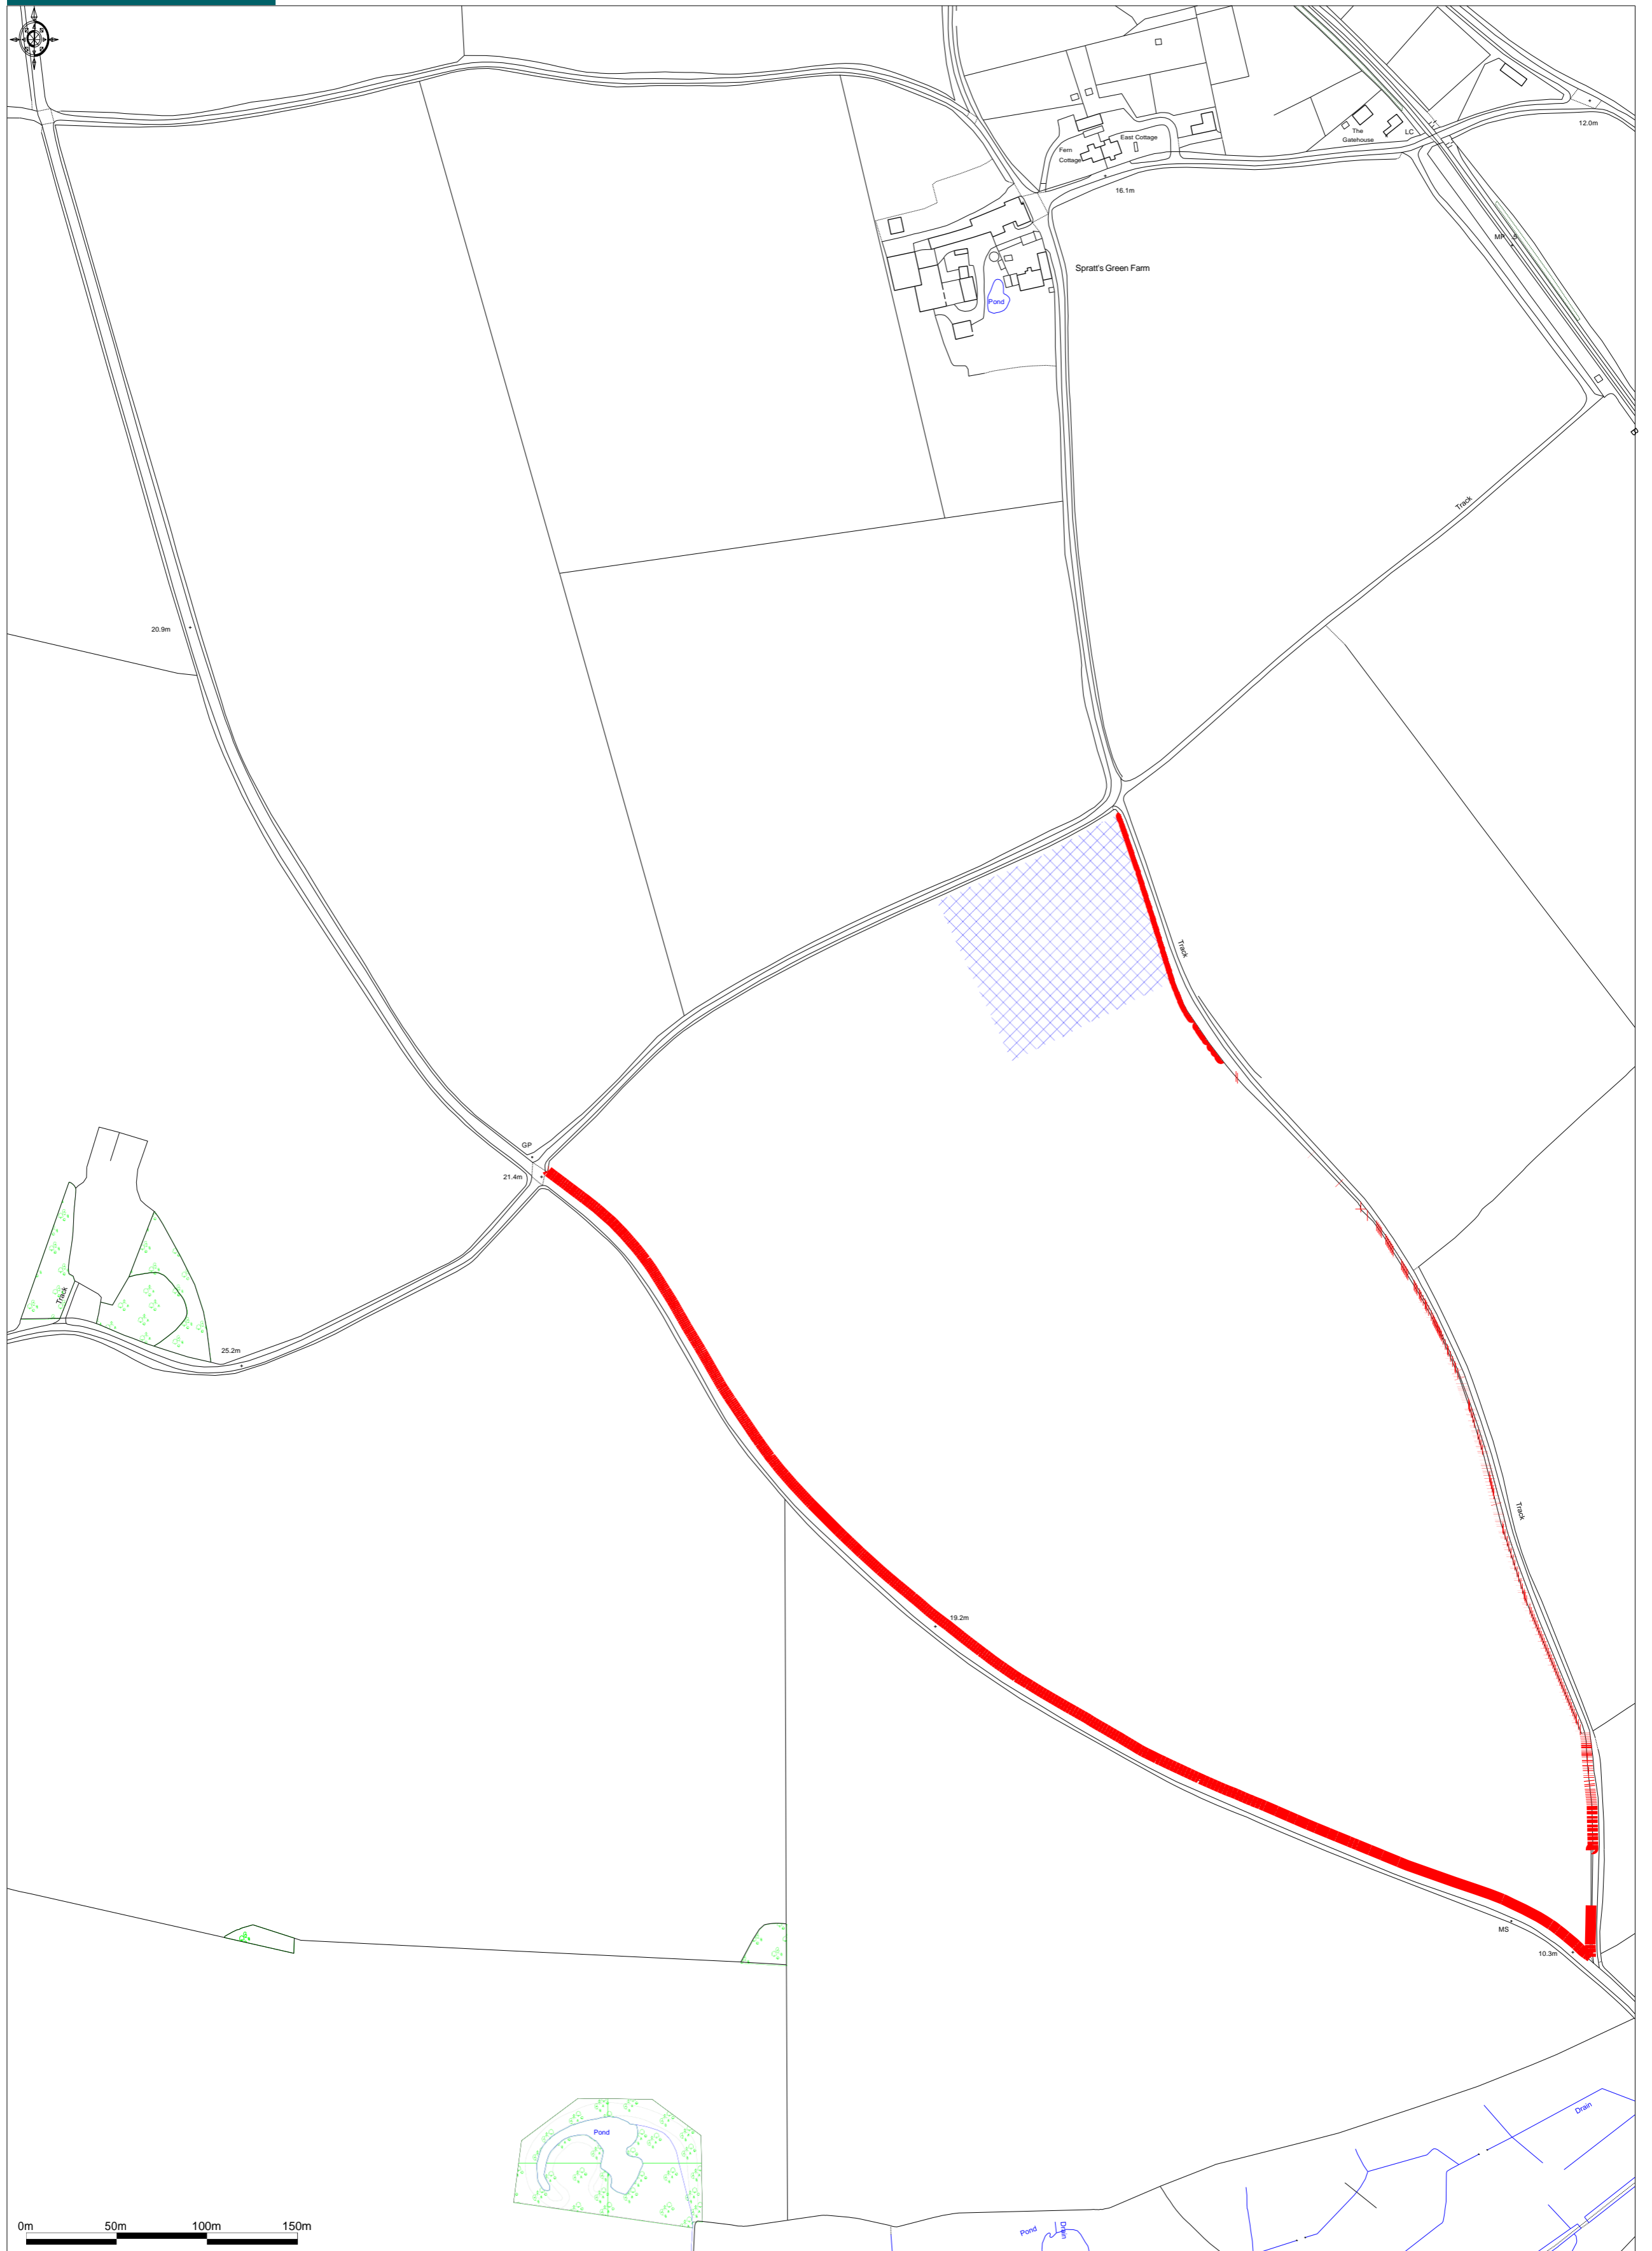 12.0m
The
Gatehouse
LC
East Cottage
Fern
Cottage
16.1m
MP .5
Spratt's Green Farm
Pond
Track
20.9m
Track
GP
21.4m
Track
25.2m
Track
19.2m
MS
10.3m
Drain
Pond
Pond
Drain
0m 50m 100m 150m